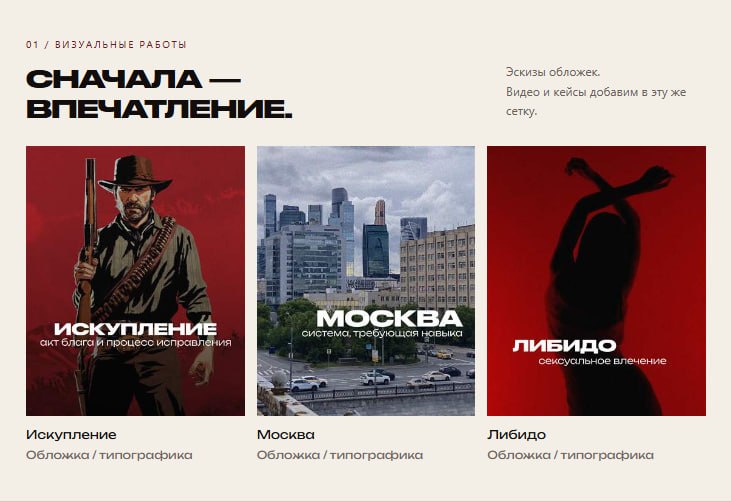 01 / ВИЗУАЛЬНЫЕ РАБОТЫ
СНАЧАЛА —
ВПЕЧАТЛЕНИЕ.
Эскизы обложек.
Видео и кейсы добавим в эту же
сетку.
ИСКУПЛЕНИЕ
акт блага и процесс исправления
МОСКВА
система, требующая навыка
ЛИБИДО
сексуальное влечение
Искупление
Обложка / типографика
Москва
Обложка / типографика
Либидо
Обложка / типографика